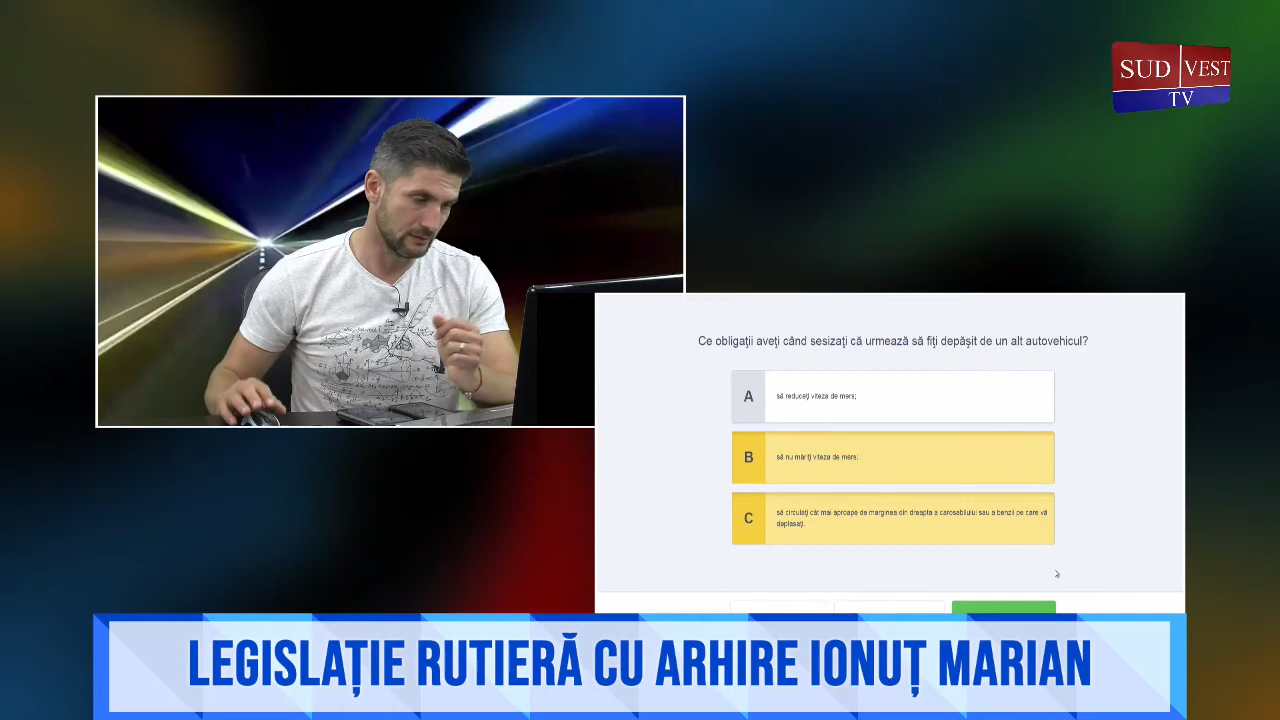 SUD VEST
TV
Ce obligații aveți când sesizați că urmează să fiți depășit de un alt autovehicul?
A
să reduceți viteza de mers;
B
să nu măriți viteza de mers;
C
să circulați cât mai aproape de marginea din dreapta a carosabilului sau a benzii pe care vă
deplasați.
LEGISLAȚIE RUTIERĂ CU ARHIRE IONUȚ MARIAN